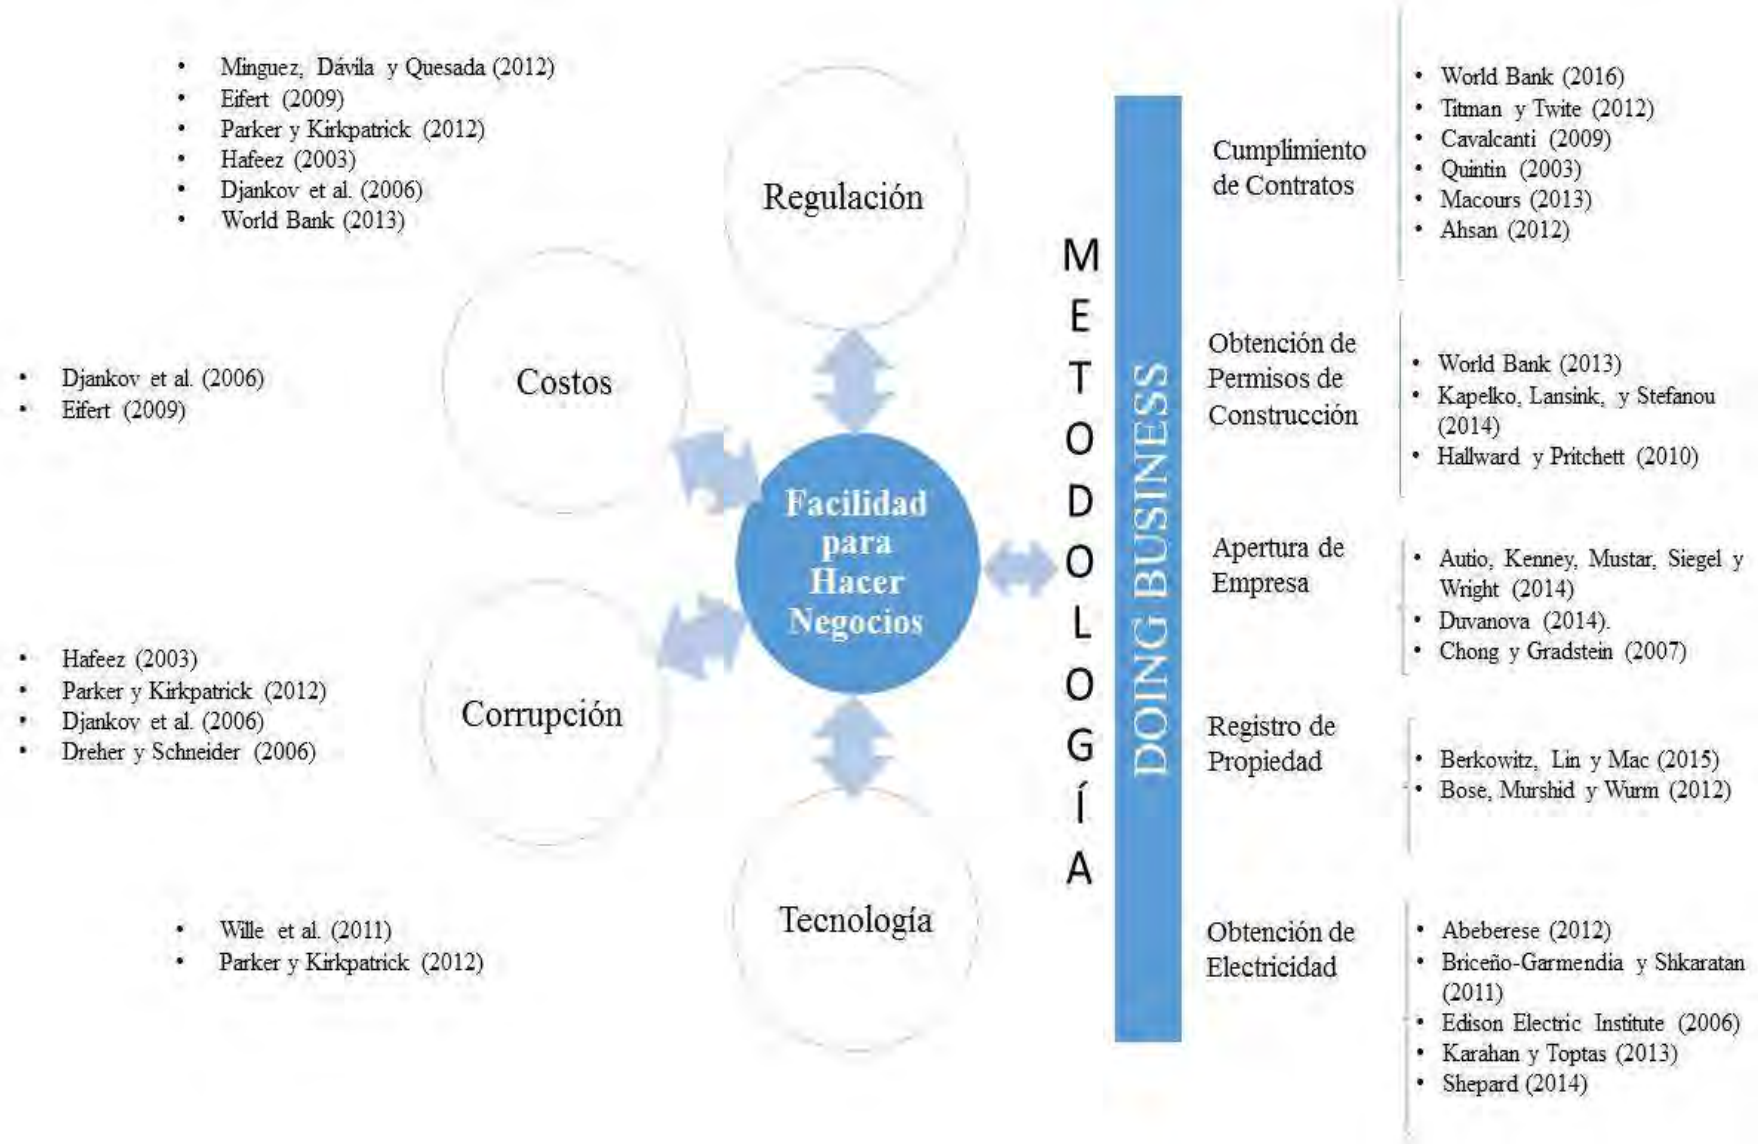 • Minguez, Dávila y Quesada (2012)
• Eifert (2009)
• Parker y Kirkpatrick (2012)
• Hafeez (2003)
• Djankov et al. (2006)
• World Bank (2013)
Regulación
• Djankov et al. (2006)
• Eifert (2009)
Costos
Facilidad
para
Hacer
Negocios
• Hafeez (2003)
• Parker y Kirkpatrick (2012)
• Djankov et al. (2006)
• Dreher y Schneider (2006)
Corrupción
• Wille et al. (2011)
• Parker y Kirkpatrick (2012)
Tecnología
METODOLOGÍA
DOING BUSINESS
Cumplimiento
de Contratos
• World Bank (2016)
• Titman y Twite (2012)
• Cavalcanti (2009)
• Quintin (2003)
• Macours (2013)
• Ahsan (2012)
Obtención de
Permisos de
Construcción
• World Bank (2013)
• Kapelko, Lansink, y Stefanou
(2014)
• Hallward y Pritchett (2010)
Apertura de
Empresa
• Autio, Kenney, Mustar, Siegel y
Wright (2014)
• Duvanova (2014).
• Chong y Gradstein (2007)
Registro de
Propiedad
• Berkowitz, Lin y Mac (2015)
• Bose, Murshid y Wurm (2012)
Obtención de
Electricidad
• Abeberese (2012)
• Briceño-Garmendia y Shkaratan
(2011)
• Edison Electric Institute (2006)
• Karahan y Toptas (2013)
• Shepard (2014)